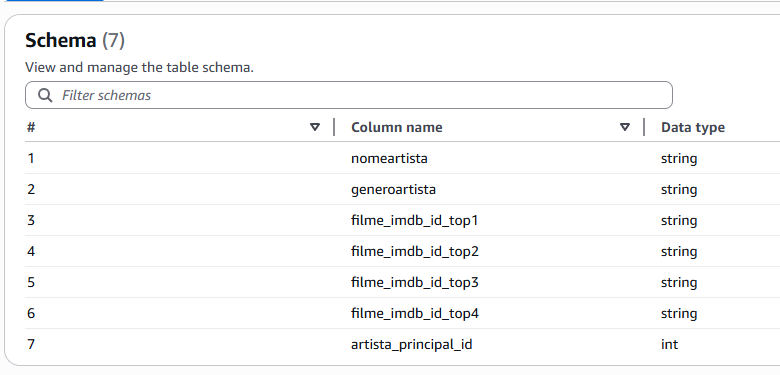 Schema (7)
View and manage the table schema.
Filter schemas
# Column name Data type
1 nomeartista string
2 generoartista string
3 filme_imdb_id_top1 string
4 filme_imdb_id_top2 string
5 filme_imdb_id_top3 string
6 filme_imdb_id_top4 string
7 artista_principal_id int